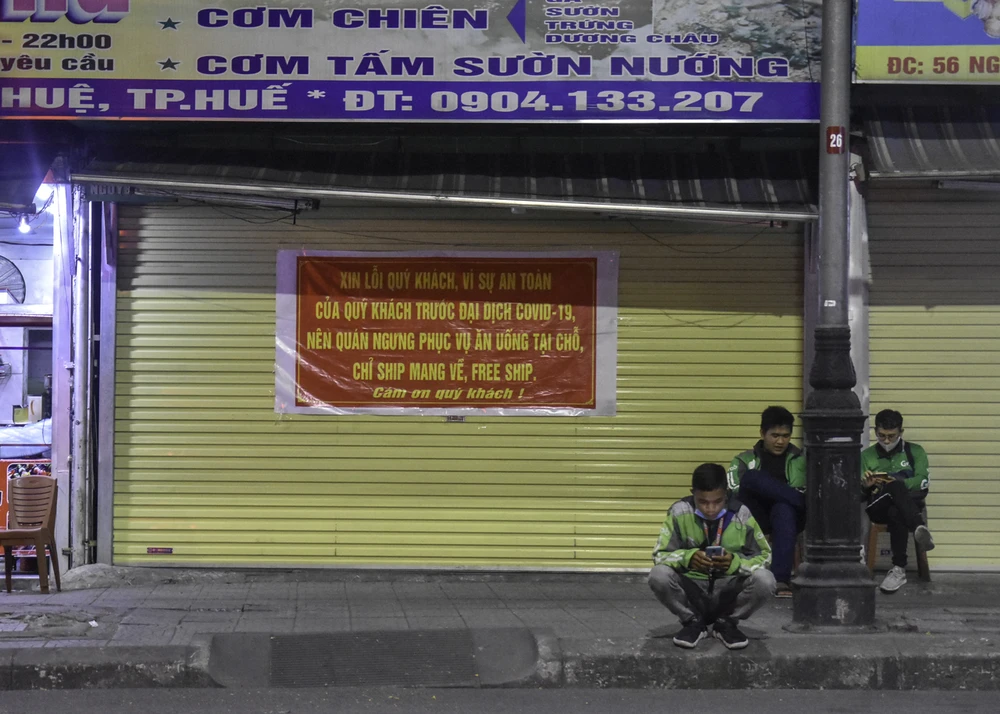 - 22h00
yêu cầu
CƠM CHIÊN
SƯỜN
TRỨNG
DƯƠNG CHÂU
CƠM TẤM SƯỜN NƯỚNG
HUỆ, TP.HUẾ * ĐT: 0904.133.207
ĐC: 56 NG
26
XIN LỖI QUÝ KHÁCH, VÌ SỰ AN TOÀN
CỦA QUÝ KHÁCH TRƯỚC ĐẠI DỊCH COVID-19,
NÊN QUÁN NGƯNG PHỤC VỤ ĂN UỐNG TẠI CHỖ,
CHỈ SHIP MANG VỀ, FREE SHIP.
Cảm ơn quý khách !